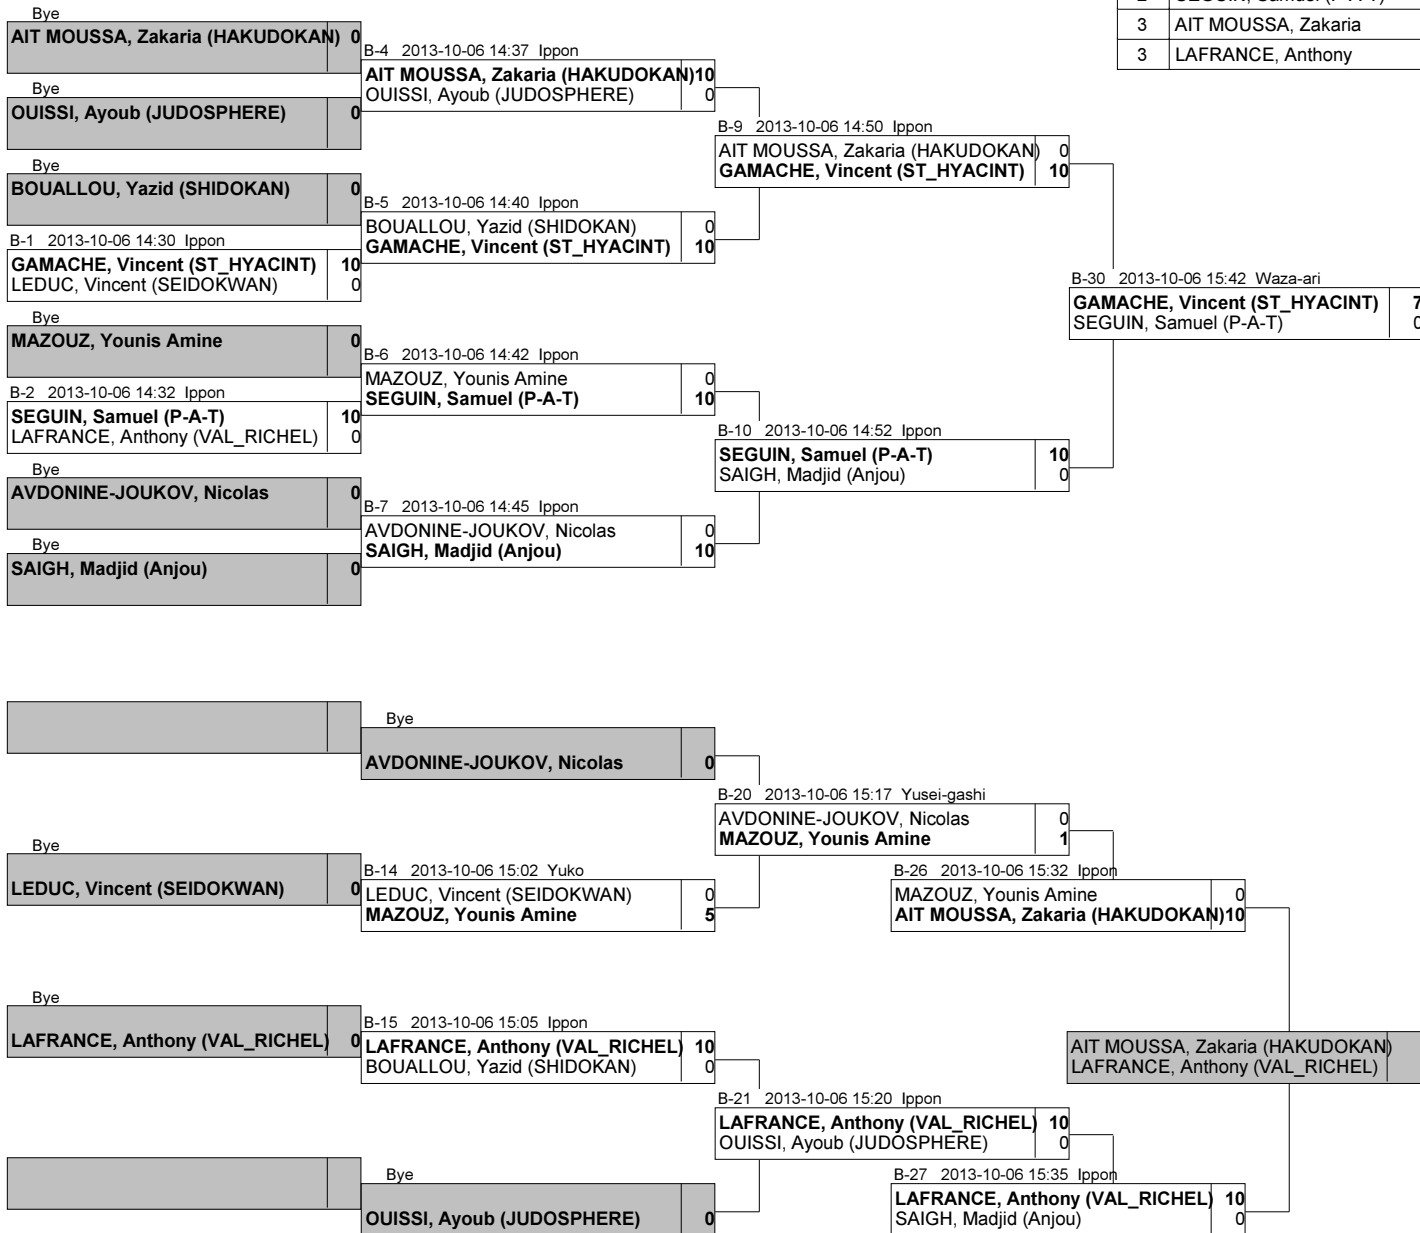 2 SEGUIN, Samuel (P-A-T)
3 AIT MOUSSA, Zakaria
3 LAFRANCE, Anthony
Bye
AIT MOUSSA, Zakaria (HAKUDOKAN) 0
B-4 2013-10-06 14:37 Ippon
AIT MOUSSA, Zakaria (HAKUDOKAN) 10
OUISSI, Ayoub (JUDOSPHERE) 0
Bye
OUISSI, Ayoub (JUDOSPHERE) 0
B-9 2013-10-06 14:50 Ippon
AIT MOUSSA, Zakaria (HAKUDOKAN) 0
GAMACHE, Vincent (ST_HYACINT) 10
Bye
BOUALLOU, Yazid (SHIDOKAN) 0
B-5 2013-10-06 14:40 Ippon
BOUALLOU, Yazid (SHIDOKAN) 0
GAMACHE, Vincent (ST_HYACINT) 10
B-1 2013-10-06 14:30 Ippon
GAMACHE, Vincent (ST_HYACINT) 10
LEDUC, Vincent (SEIDOKWAN) 0
B-30 2013-10-06 15:42 Waza-ari
GAMACHE, Vincent (ST_HYACINT) 7
SEGUIN, Samuel (P-A-T) 0
Bye
MAZOUZ, Younis Amine 0
B-6 2013-10-06 14:42 Ippon
MAZOUZ, Younis Amine 0
SEGUIN, Samuel (P-A-T) 10
B-2 2013-10-06 14:32 Ippon
SEGUIN, Samuel (P-A-T) 10
LAFRANCE, Anthony (VAL_RICHEL) 0
B-10 2013-10-06 14:52 Ippon
SEGUIN, Samuel (P-A-T) 10
SAIGH, Madjid (Anjou) 0
Bye
AVDONINE-JOUKOV, Nicolas 0
B-7 2013-10-06 14:45 Ippon
AVDONINE-JOUKOV, Nicolas 0
SAIGH, Madjid (Anjou) 10
Bye
SAIGH, Madjid (Anjou) 0
Bye
AVDONINE-JOUKOV, Nicolas 0
B-20 2013-10-06 15:17 Yusei-gashi
AVDONINE-JOUKOV, Nicolas 0
MAZOUZ, Younis Amine 1
Bye
LEDUC, Vincent (SEIDOKWAN) 0
B-14 2013-10-06 15:02 Yuko
LEDUC, Vincent (SEIDOKWAN) 0
MAZOUZ, Younis Amine 5
B-26 2013-10-06 15:32 Ippon
MAZOUZ, Younis Amine 0
AIT MOUSSA, Zakaria (HAKUDOKAN) 10
Bye
LAFRANCE, Anthony (VAL_RICHEL) 0
B-15 2013-10-06 15:05 Ippon
LAFRANCE, Anthony (VAL_RICHEL) 10
BOUALLOU, Yazid (SHIDOKAN) 0
AIT MOUSSA, Zakaria (HAKUDOKAN)
LAFRANCE, Anthony (VAL_RICHEL)
B-21 2013-10-06 15:20 Ippon
LAFRANCE, Anthony (VAL_RICHEL) 10
OUISSI, Ayoub (JUDOSPHERE) 0
Bye
OUISSI, Ayoub (JUDOSPHERE) 0
B-27 2013-10-06 15:35 Ippon
LAFRANCE, Anthony (VAL_RICHEL) 10
SAIGH, Madjid (Anjou) 0